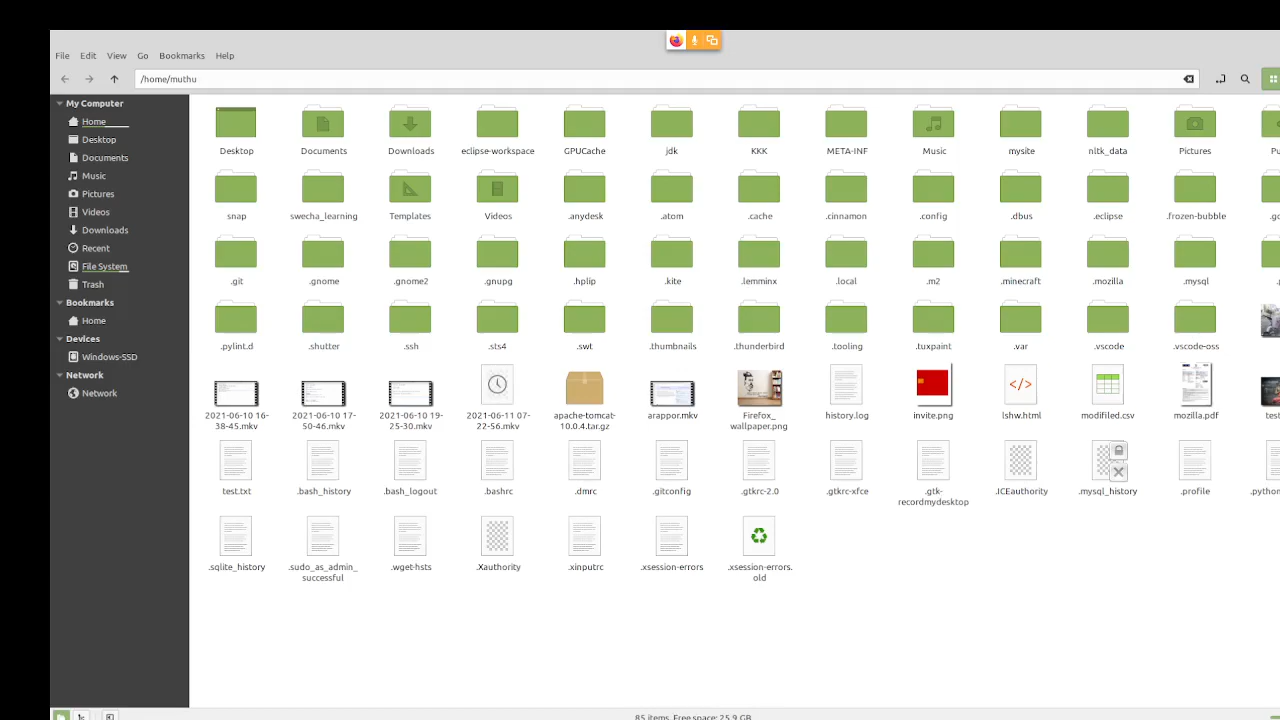 File Edit View Go Bookmarks Help
/home/muthu
My Computer
Home
Desktop
Documents
Music
Pictures
Videos
Downloads
Recent
File System
Trash
Bookmarks
Home
Devices
Windows-SSD
Network
Network
Desktop Documents Downloads eclipse-workspace GPUCache jdk KKK META-INF Music mysite nltk_data Pictures
snap swecha_learning Templates Videos .anydesk .atom .cache .cinnamon .config .dbus .eclipse .frozen-bubble
.git .gnome .gnome2 .gnupg .hplip .kite .lemminx .local .m2 .minecraft .mozilla .mysql
.pylint.d .shutter .ssh .sts4 .swt .thumbnails .thunderbird .tooling .tuxpaint .var .vscode .vscode-oss
2021-06-10 16- 2021-06-10 17- 2021-06-10 19- 2021-06-11 07- apache-tomcat- arappor.mkv Firefox_ history.log invite.png lshw.html modifiled.csv mozilla.pdf
38-45.mkv 50-46.mkv 25-30.mkv 22-56.mkv 10.0.4.tar.gz wallpaper.png
test.txt .bash_history .bash_logout .bashrc .dmrc .gitconfig .gtkrc-2.0 .gtkrc-xfce .gtk- .ICEauthority .mysql_history .profile
recordmydesktop
.sqlite_history .sudo_as_admin_ .wget-hsts .Xauthority .xinputrc .xsession-errors .xsession-errors.
successful old
85 items, Free space: 25.9 GB